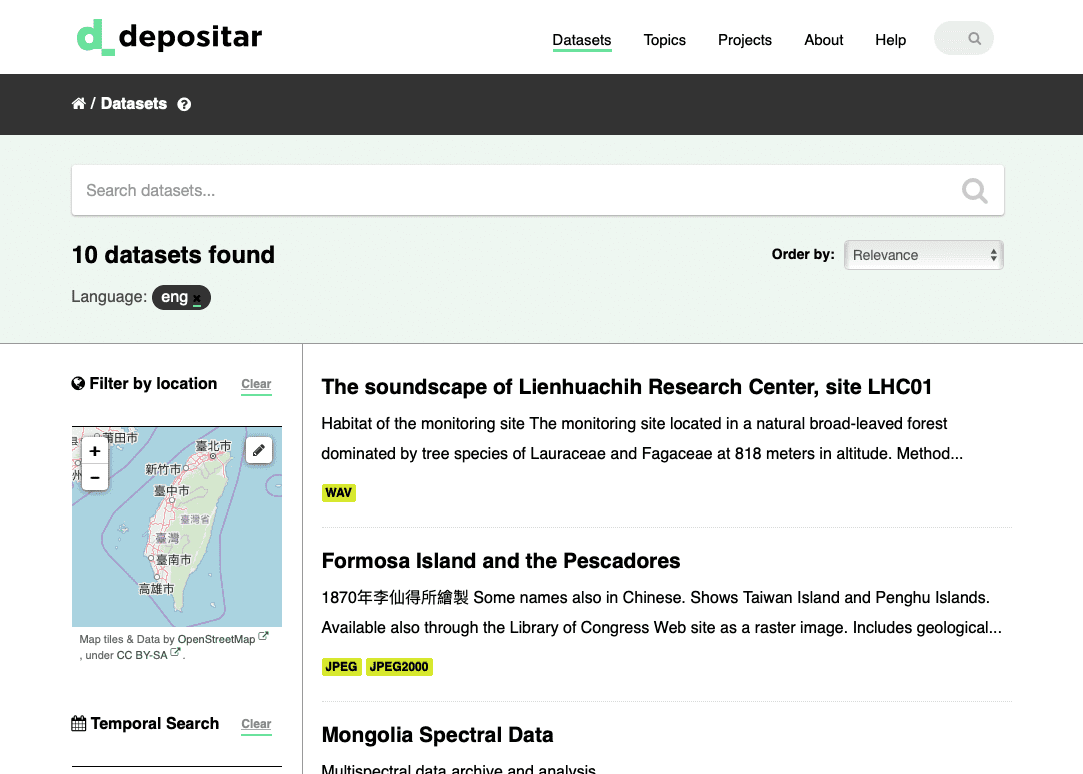 d_depositar
Datasets Topics Projects About Help
/ Datasets ?
Search datasets...
10 datasets found
Order by: Relevance
Language: eng x
Filter by location Clear
莆田市
+
臺北市
−
新竹市
臺中市
臺灣省
臺灣
臺南市
高雄市
Map tiles & Data by OpenStreetMap
, under CC BY-SA .
Temporal Search Clear
The soundscape of Lienhuachih Research Center, site LHC01
Habitat of the monitoring site The monitoring site located in a natural broad-leaved forest
dominated by tree species of Lauraceae and Fagaceae at 818 meters in altitude. Method...
WAV
Formosa Island and the Pescadores
1870年李仙得所繪製 Some names also in Chinese. Shows Taiwan Island and Penghu Islands.
Available also through the Library of Congress Web site as a raster image. Includes geological...
JPEG JPEG2000
Mongolia Spectral Data
Multispectral data archive and analysis